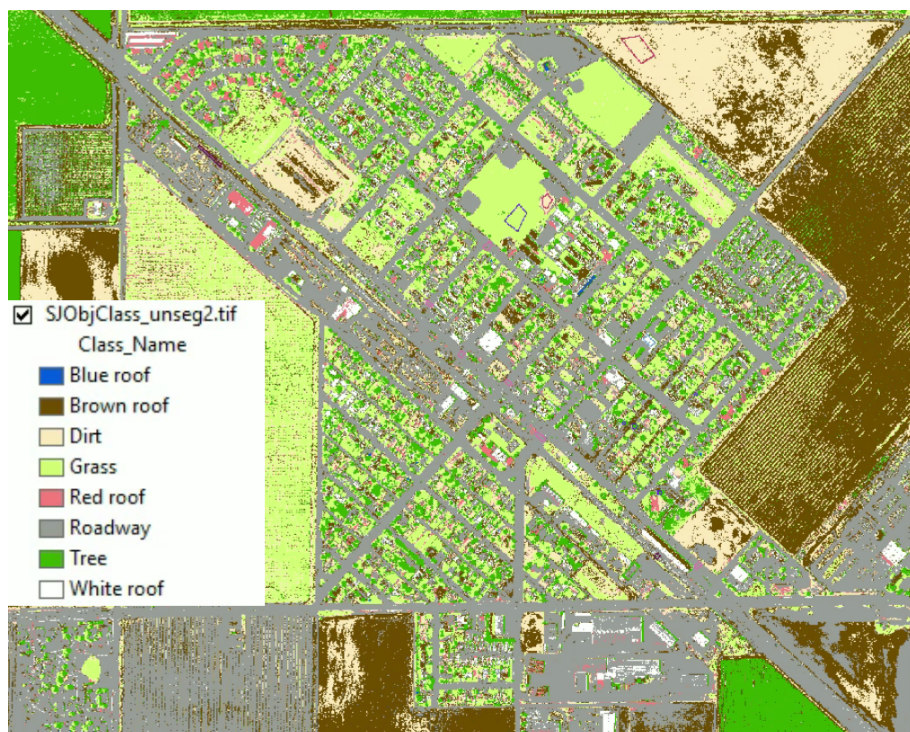 SJObjClass_unseg2.tif
Class_Name
Blue roof
Brown roof
Dirt
Grass
Red roof
Roadway
Tree
White roof